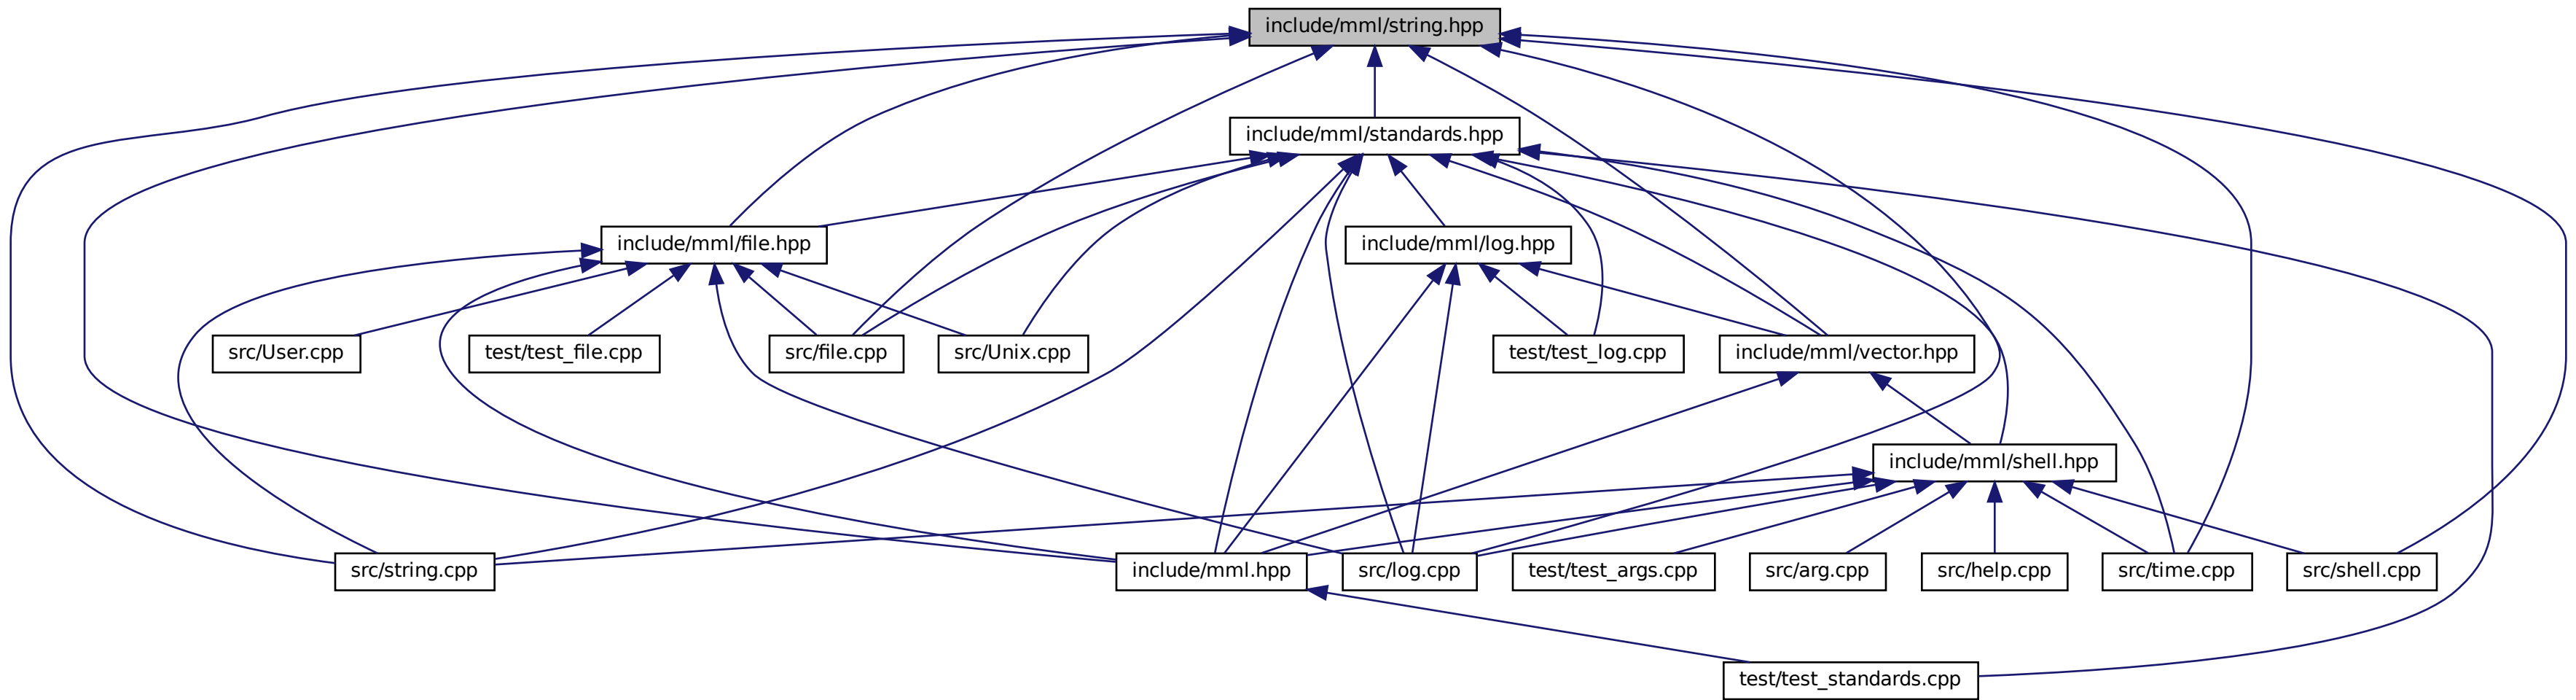 include/mml/string.hpp
include/mml/standards.hpp
include/mml/file.hpp
include/mml/log.hpp
src/User.cpp
test/test_file.cpp
src/file.cpp
src/Unix.cpp
test/test_log.cpp
include/mml/vector.hpp
include/mml/shell.hpp
src/string.cpp
include/mml.hpp
src/log.cpp
test/test_args.cpp
src/arg.cpp
src/help.cpp
src/time.cpp
src/shell.cpp
test/test_standards.cpp